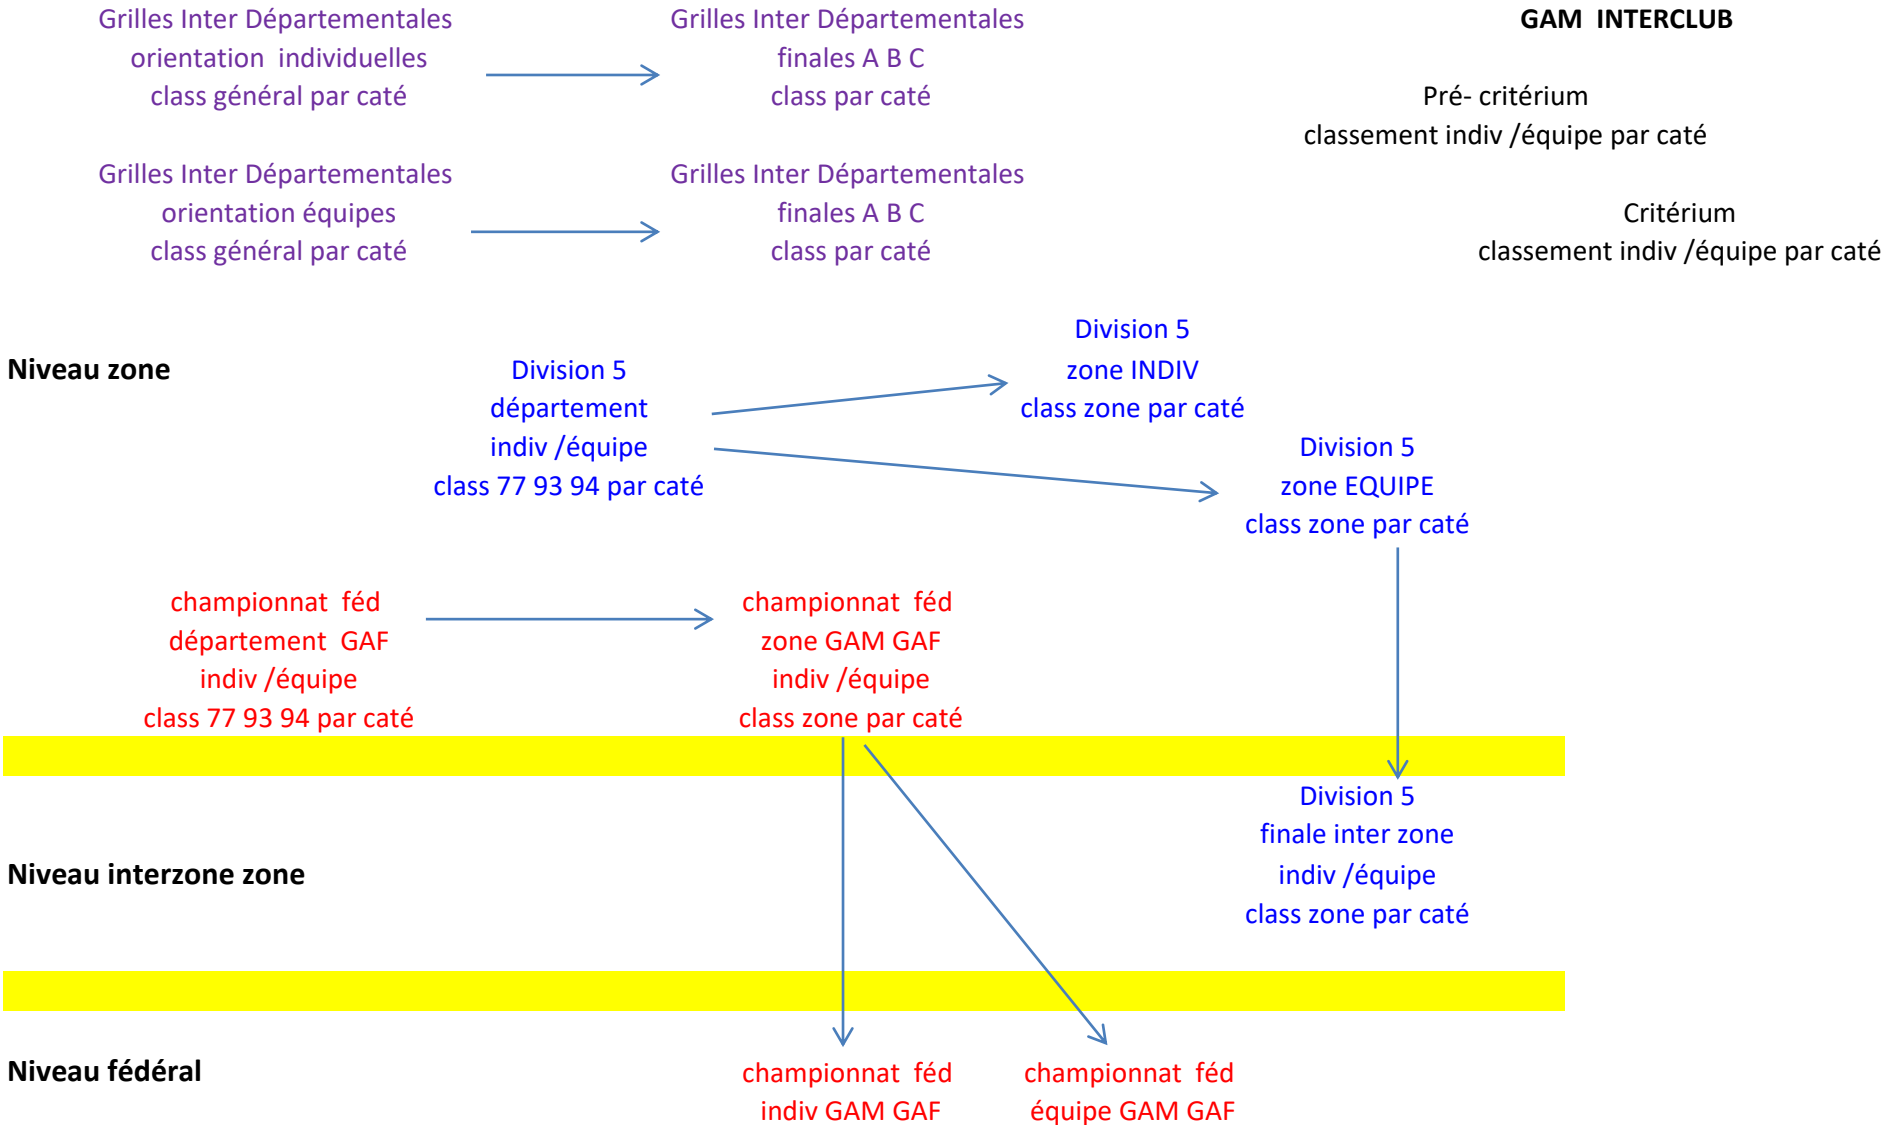 Grilles Inter Départementales
orientation individuelles
class général par caté
Grilles Inter Départementales
finales A B C
class par caté
GAM INTERCLUB
Pré- critérium
classement indiv /équipe par caté
Grilles Inter Départementales
orientation équipes
class général par caté
Grilles Inter Départementales
finales A B C
class par caté
Critérium
classement indiv /équipe par caté
Niveau zone
Division 5
département
indiv /équipe
class 77 93 94 par caté
Division 5
zone INDIV
class zone par caté
Division 5
zone EQUIPE
class zone par caté
championnat féd
département GAF
indiv /équipe
class 77 93 94 par caté
championnat féd
zone GAM GAF
indiv /équipe
class zone par caté
Niveau interzone zone
Division 5
finale inter zone
indiv /équipe
class zone par caté
Niveau fédéral
championnat féd
indiv GAM GAF
championnat féd
équipe GAM GAF